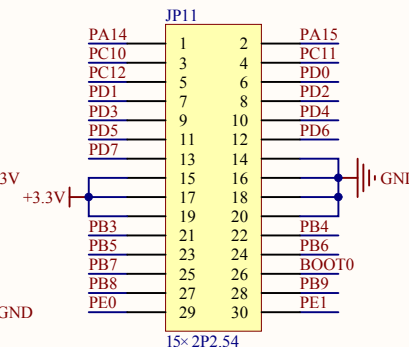 JP11
PA14 1 2 PA15
PC10 3 4 PC11
PC12 5 6 PD0
PD1 7 8 PD2
PD3 9 10 PD4
PD5 11 12 PD6
PD7 13 14
3V 15 16 GND
+3.3V 17 18
19 20
PB3 21 22 PB4
PB5 23 24 PB6
PB7 25 26 BOOT0
PB8 27 28 PB9
PE0 29 30 PE1
GND
15×2P2.54